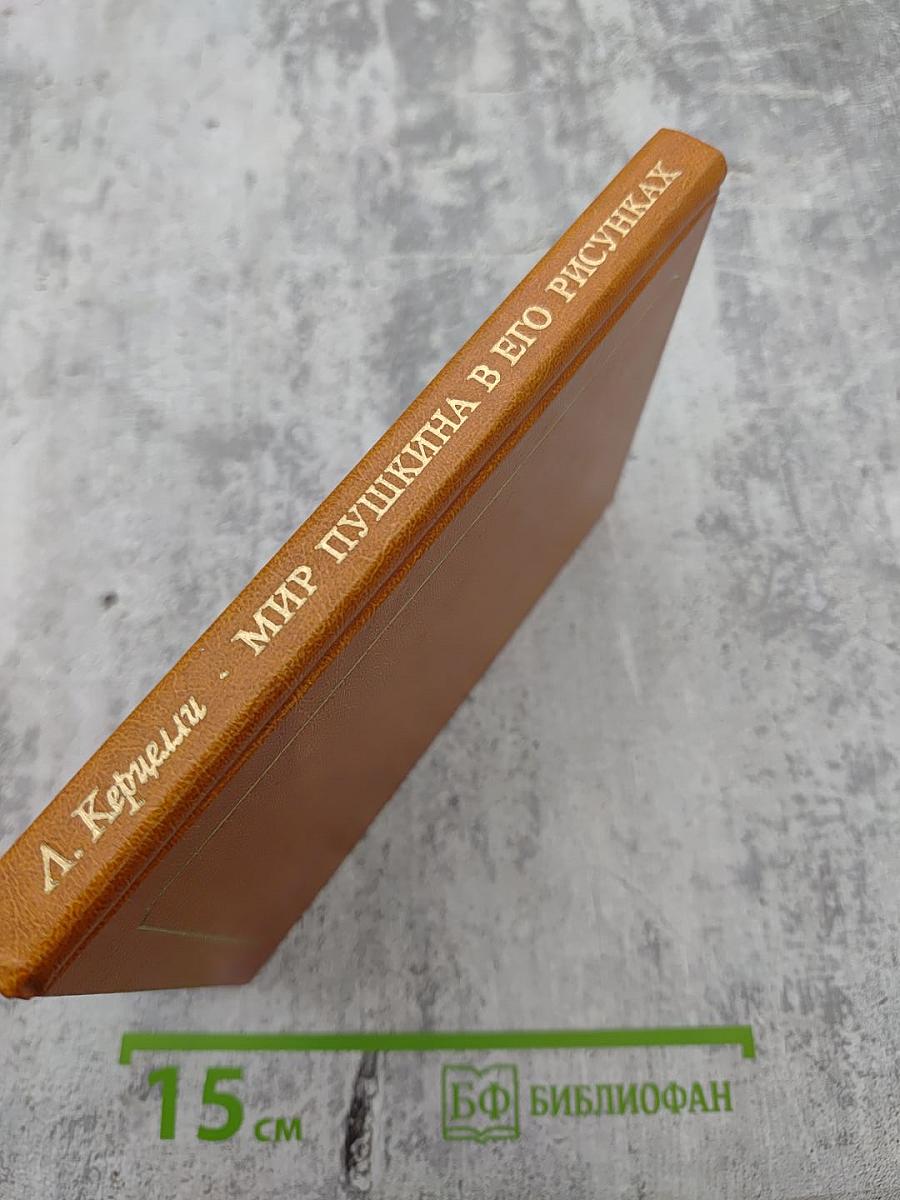 Л. Керцелли · МИР ПУШКИНА В ЕГО РИСУНКАХ
15 см
БФ БИБЛИОФАН